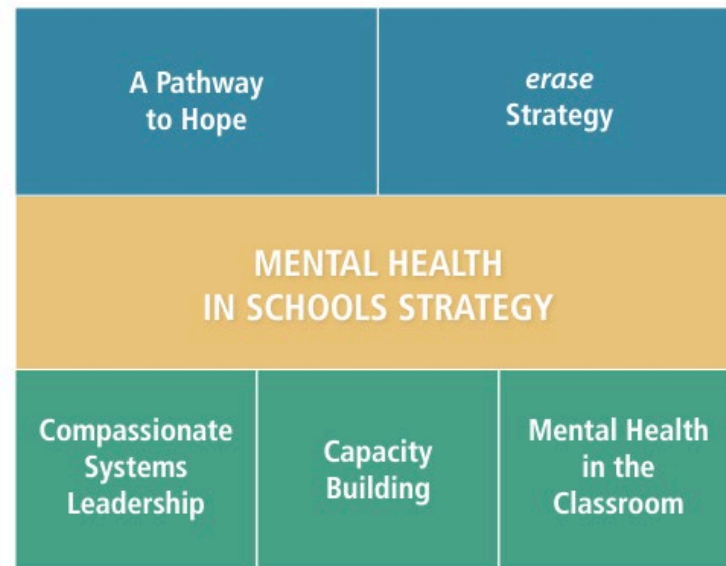 A Pathway
to Hope
erase
Strategy
MENTAL HEALTH
IN SCHOOLS STRATEGY
Compassionate
Systems
Leadership
Capacity
Building
Mental Health
in the
Classroom